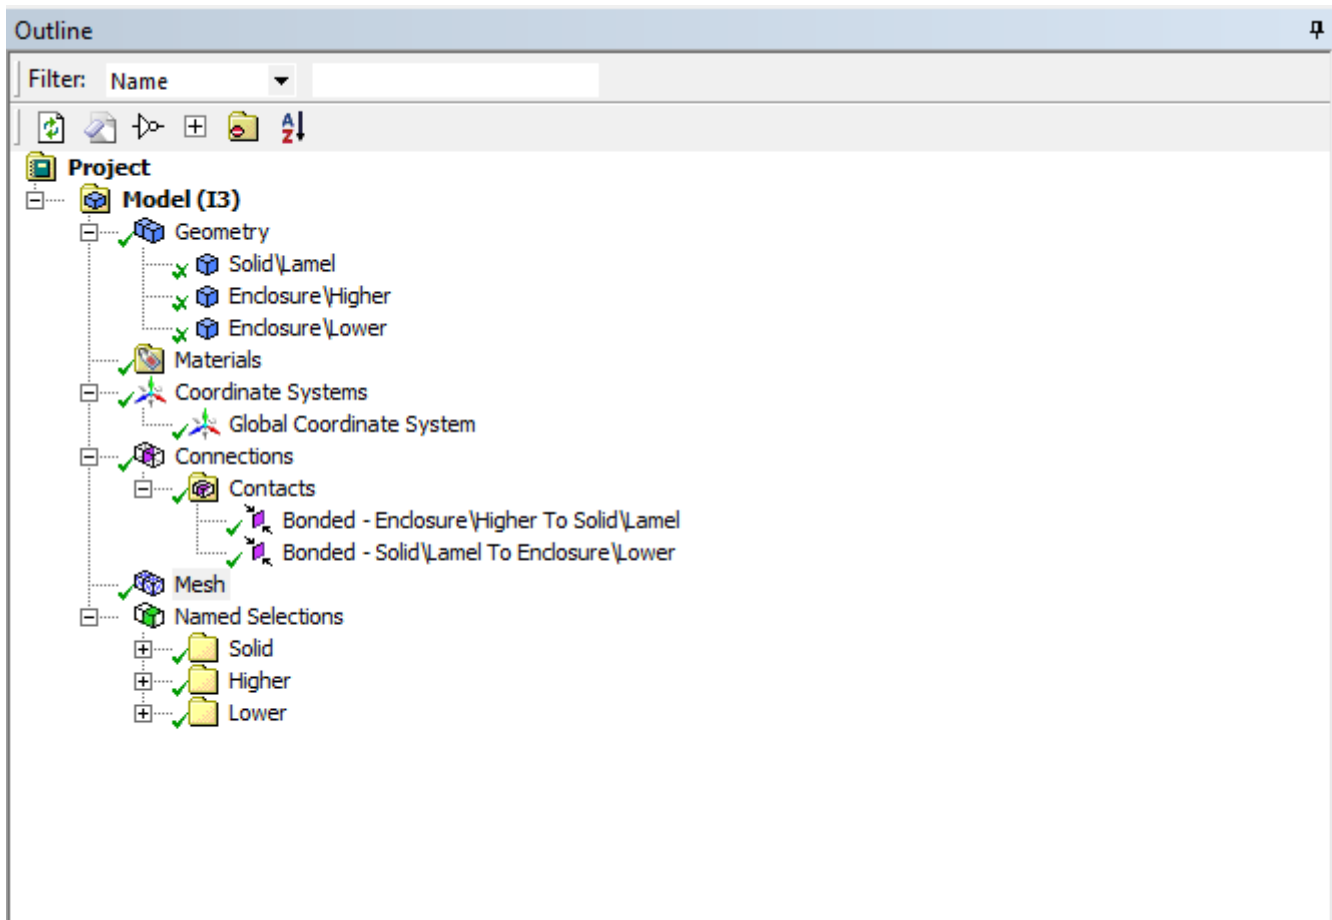 Outline
Filter: Name
Project
Model (I3)
Geometry
Solid\Lamel
Enclosure\Higher
Enclosure\Lower
Materials
Coordinate Systems
Global Coordinate System
Connections
Contacts
Bonded - Enclosure\Higher To Solid\Lamel
Bonded - Solid\Lamel To Enclosure\Lower
Mesh
Named Selections
Solid
Higher
Lower